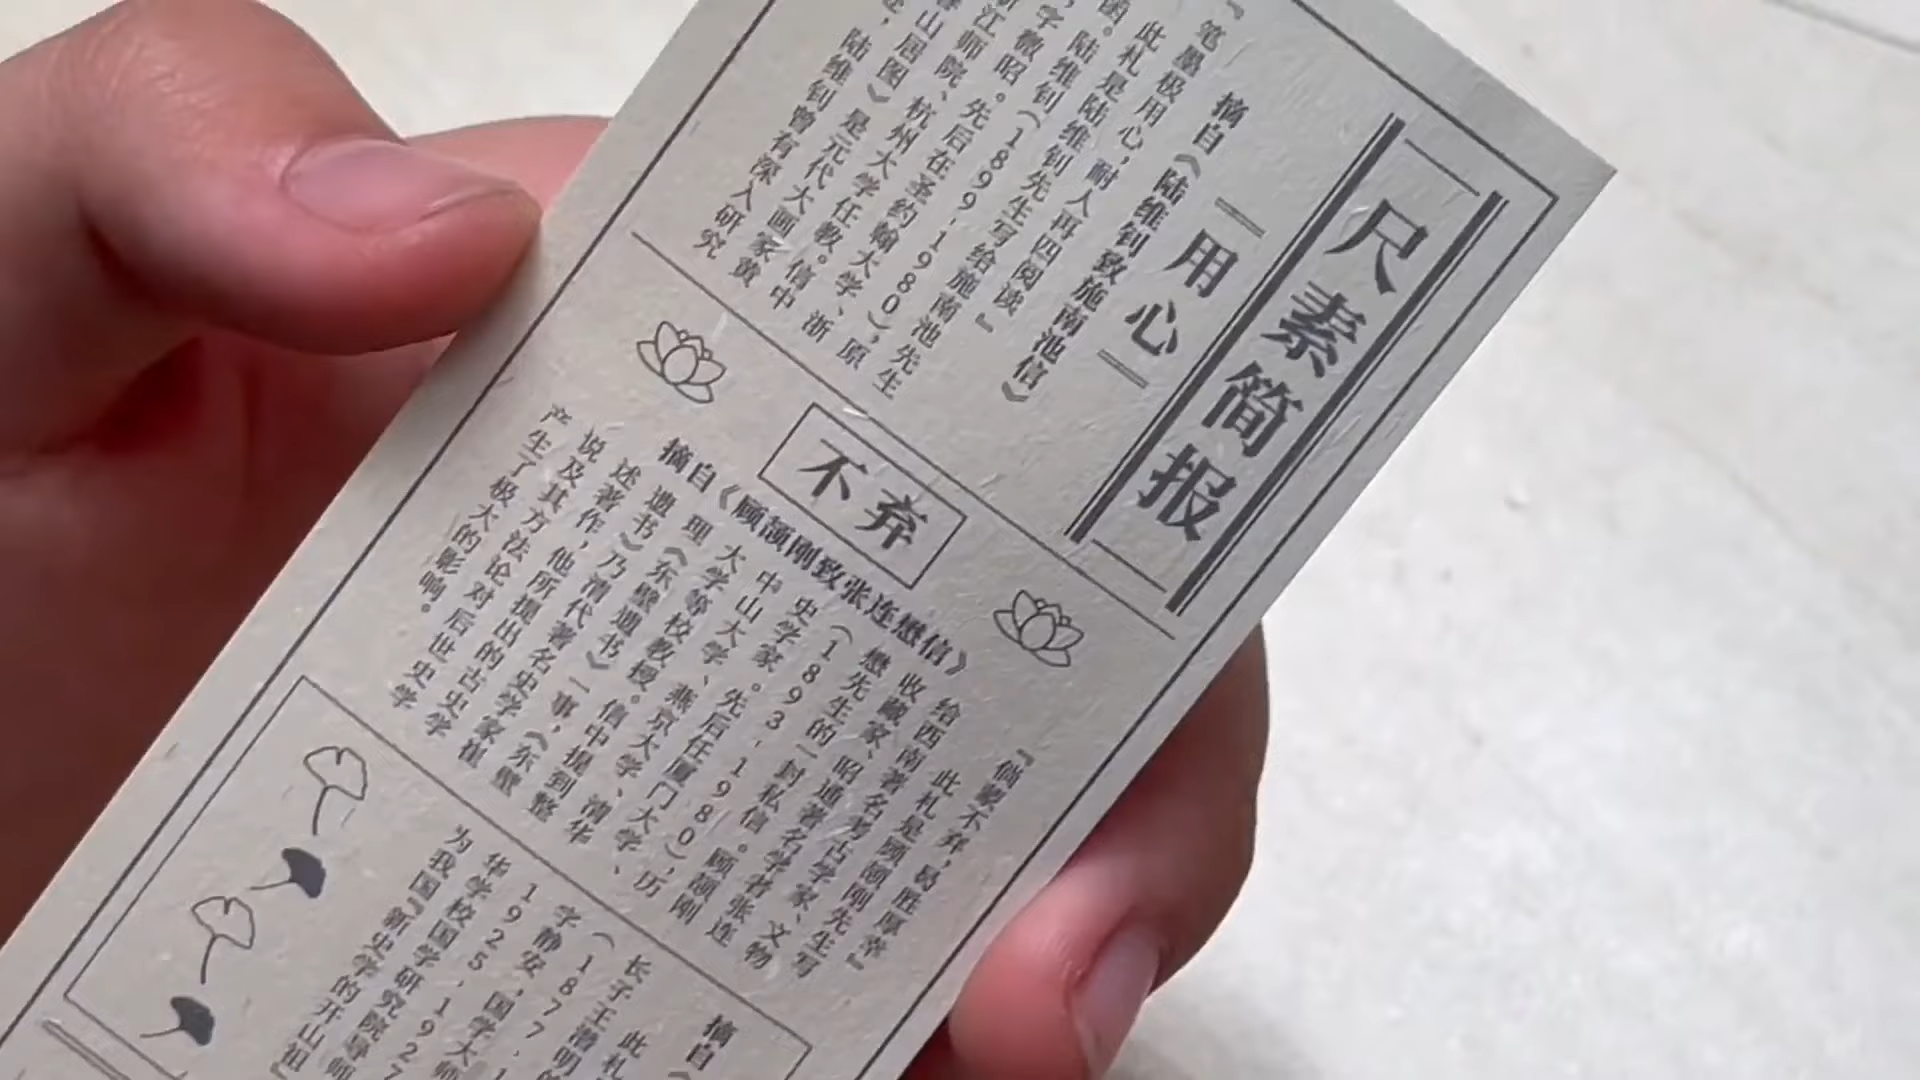 尺素简报
用心
摘自《陆维钊致施南池信》
『笔墨极用心，耐人再四阅读』
此札是陆维钊先生写给施南池先生
函。陆维钊（1899-1980），原
，字微昭。先后在圣约翰大学、浙
江师院、杭州大学任教。信中
山居图》是元代大画家黄
，陆维钊曾有深入研究
不弃
摘自《顾颉刚致张连懋信》
『倘蒙不弃，曷胜厚幸』
此札是顾颉刚先生写
给西南著名考古学家、文物
收藏家、昭通著名学者张连
懋先生的一封私信。顾颉刚
（1893-1980），历
史学家。先后任厦门大学、
中山大学、燕京大学、清华
大学等校教授。信中提到整
理《东壁遗书》一事，《东壁
遗书》乃清代著名史学家崔
述著作，他所提出的古史学
说及其方法论对后世史学
产生了极大的影响。
摘自《
此札
长子王潜明的
（1877-1
字静安，国学大师
1925-1927
华学校国学研究院导师
我国『新史学的开山祖』
为